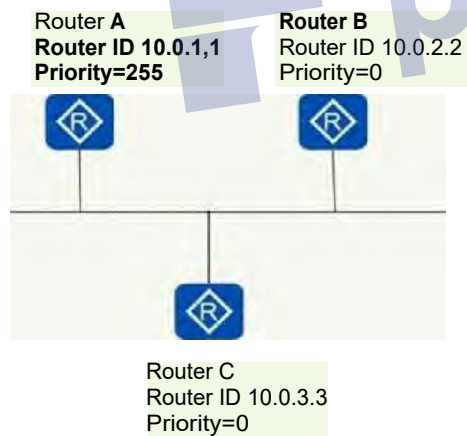 Router A
Router ID 10.0.1,1
Priority=255
Router B
Router ID 10.0.2.2
Priority=0
R
R
R
Router C
Router ID 10.0.3.3
Priority=0